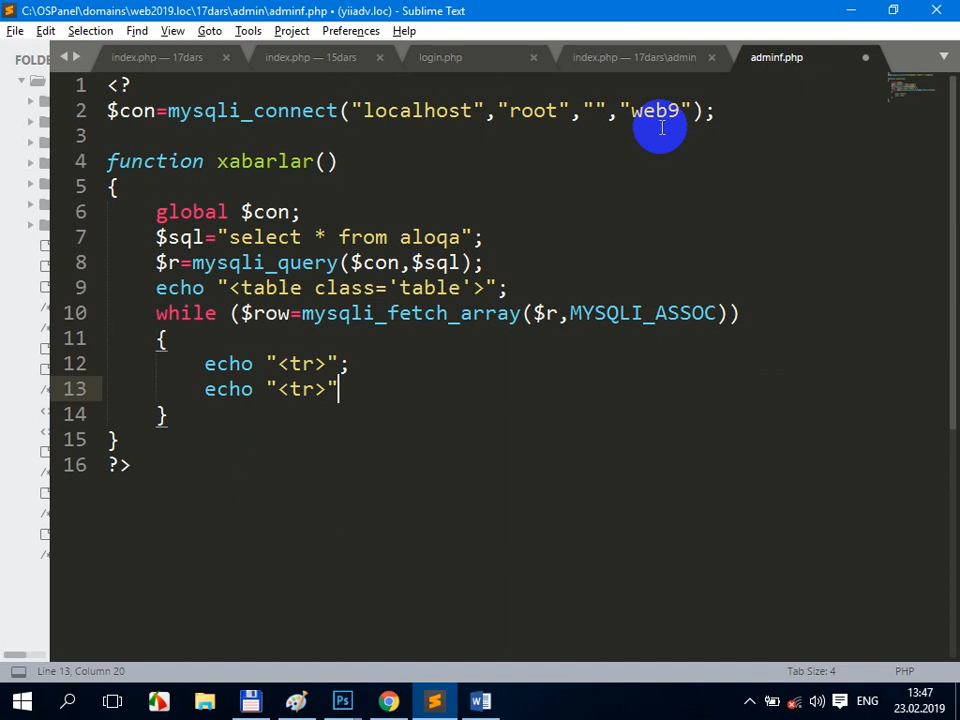 C:\OSPanel\domains\web2019.loc\17dars\admin\adminf.php • (yiiadv.loc) - Sublime Text
File Edit Selection Find View Goto Tools Project Preferences Help
FOLDE
index.php — 17dars
index.php — 15dars
login.php
index.php — 17dars\admin
adminf.php
1 <?
2 $con=mysqli_connect("localhost","root","","web9");
3
4 function xabarlar()
5 {
6 global $con;
7 $sql="select * from aloqa";
8 $r=mysqli_query($con,$sql);
9 echo "<table class='table'>";
10 while ($row=mysqli_fetch_array($r,MYSQLI_ASSOC))
11 {
12 echo "<tr>";
13 echo "<tr>"
14 }
15 }
16 ?>
Line 13, Column 20
Tab Size: 4
PHP
ENG
13:47
23.02.2019